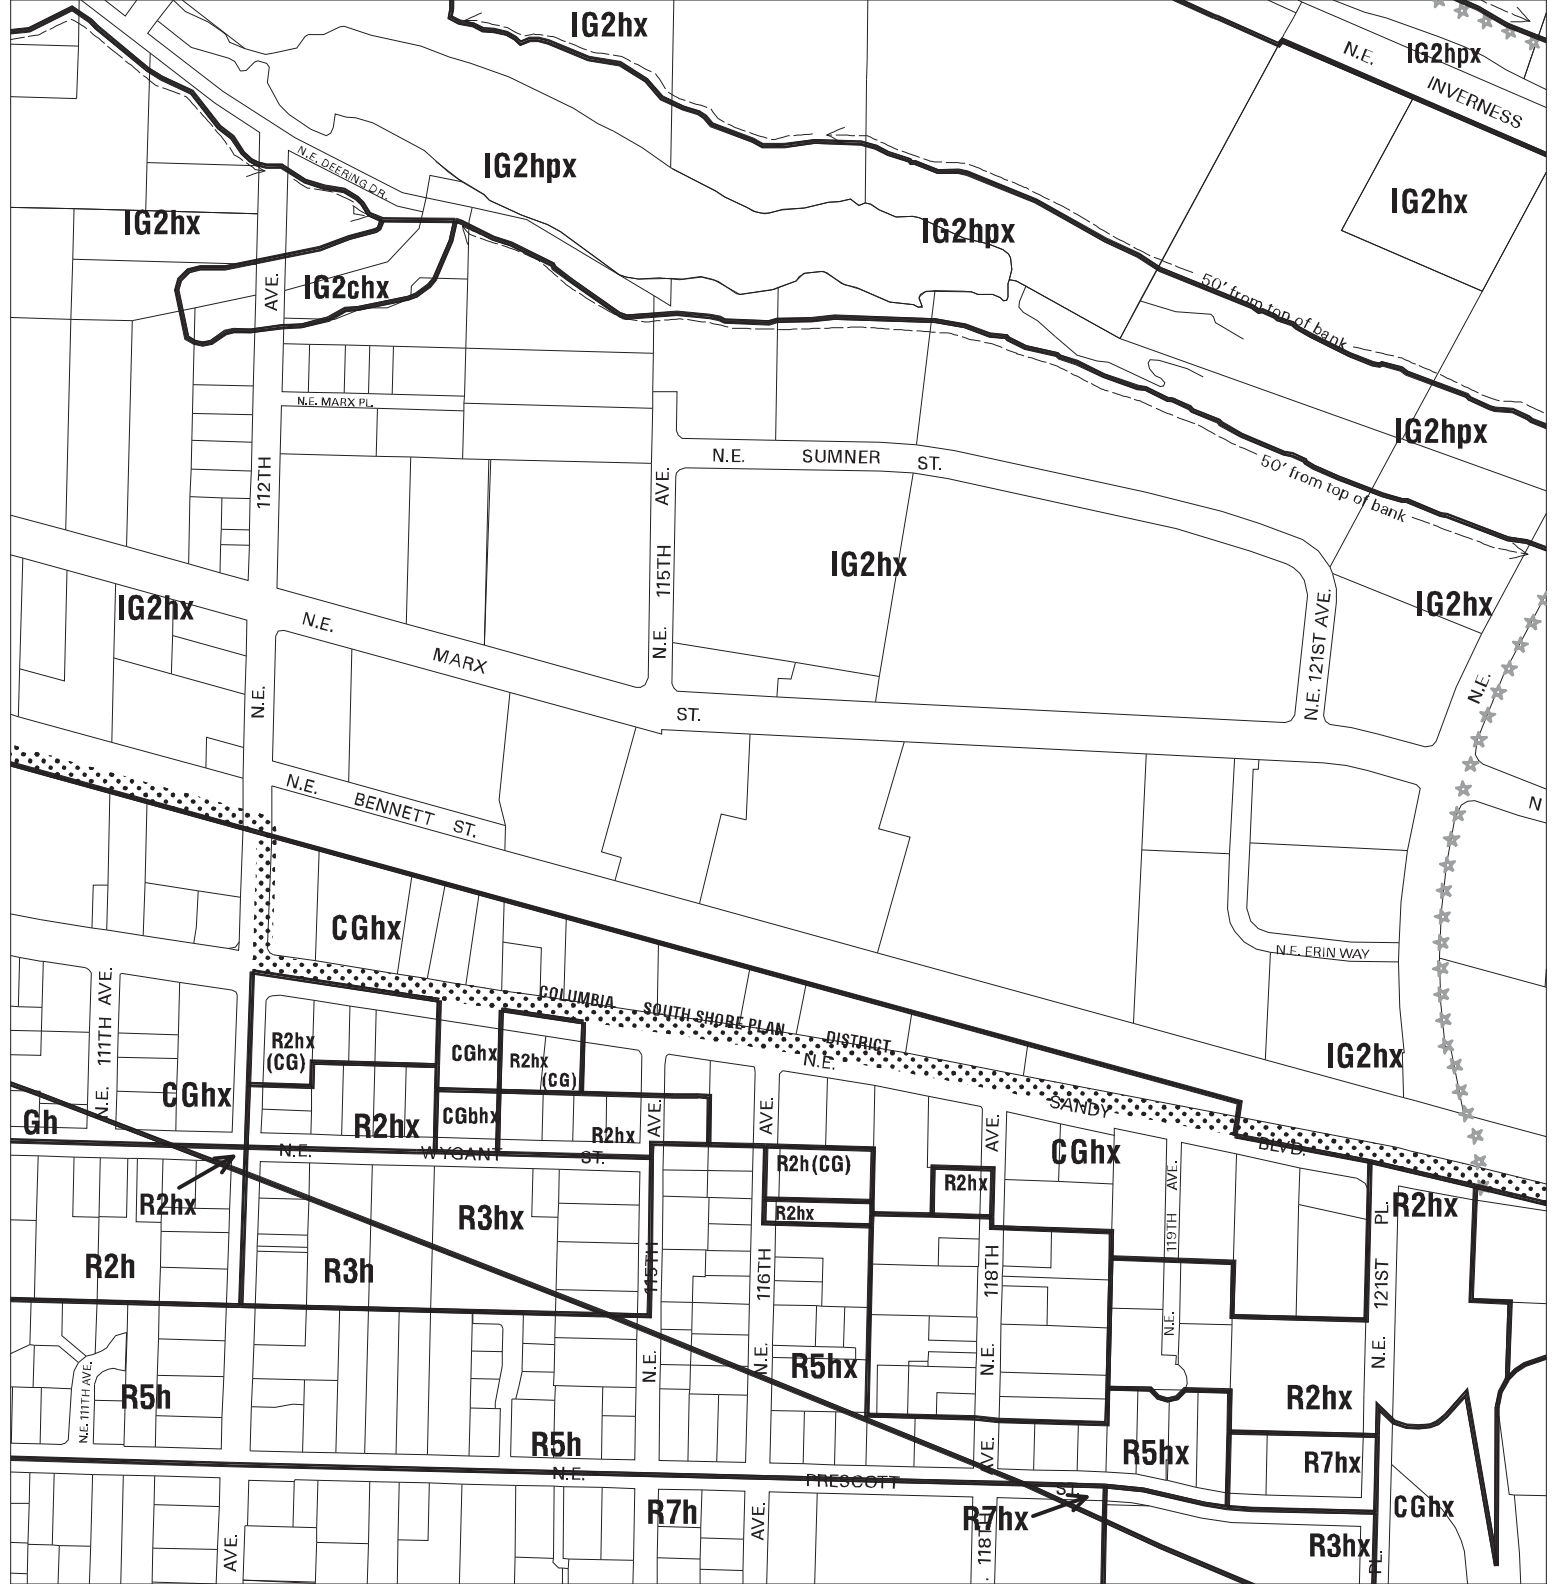 IG2hx
IG2hpx
N.E. INVERNESS
IG2hpx
N.E. DEERING DR.
IG2hx
IG2hx
IG2hpx
IG2chx
AVE.
50' from top of bank
N.E. MARX PL.
IG2hpx
N.E. SUMNER ST.
50' from top of bank
112TH
AVE.
115TH
N.E.
IG2hx
IG2hx
IG2hx
N.E. 121ST AVE.
N.E. MARX ST.
N.E.
N.E.
N.E. BENNETT ST.
N
CGhx
N.E. ERIN WAY
COLUMBIA SOUTH SHORE PLAN DISTRICT
N.E. 111TH AVE.
R2hx
(CG)
CGhx
R2hx
(CG)
N.E. SANDY BLVD.
IG2hx
CGhx
Gh
R2hx
CGbhx
R2hx
AVE.
AVE.
AVE.
CGhx
N.E. WYGANT ST.
R2h(CG)
R2hx
R2hx
R2hx
R3hx
R2hx
R2h
R3h
115TH
N.E.
116TH
N.E.
118TH
N.E.
AVE.
119TH
N.E.
PL.
121ST
N.E.
R5hx
R2hx
R5h
N.E. 111TH AVE.
R5h
R5hx
R7hx
N.E. PRESCOTT ST.
AVE.
R7h
R7hx
CGhx
R3hx
AVE.
AVE.
118TH
PL.